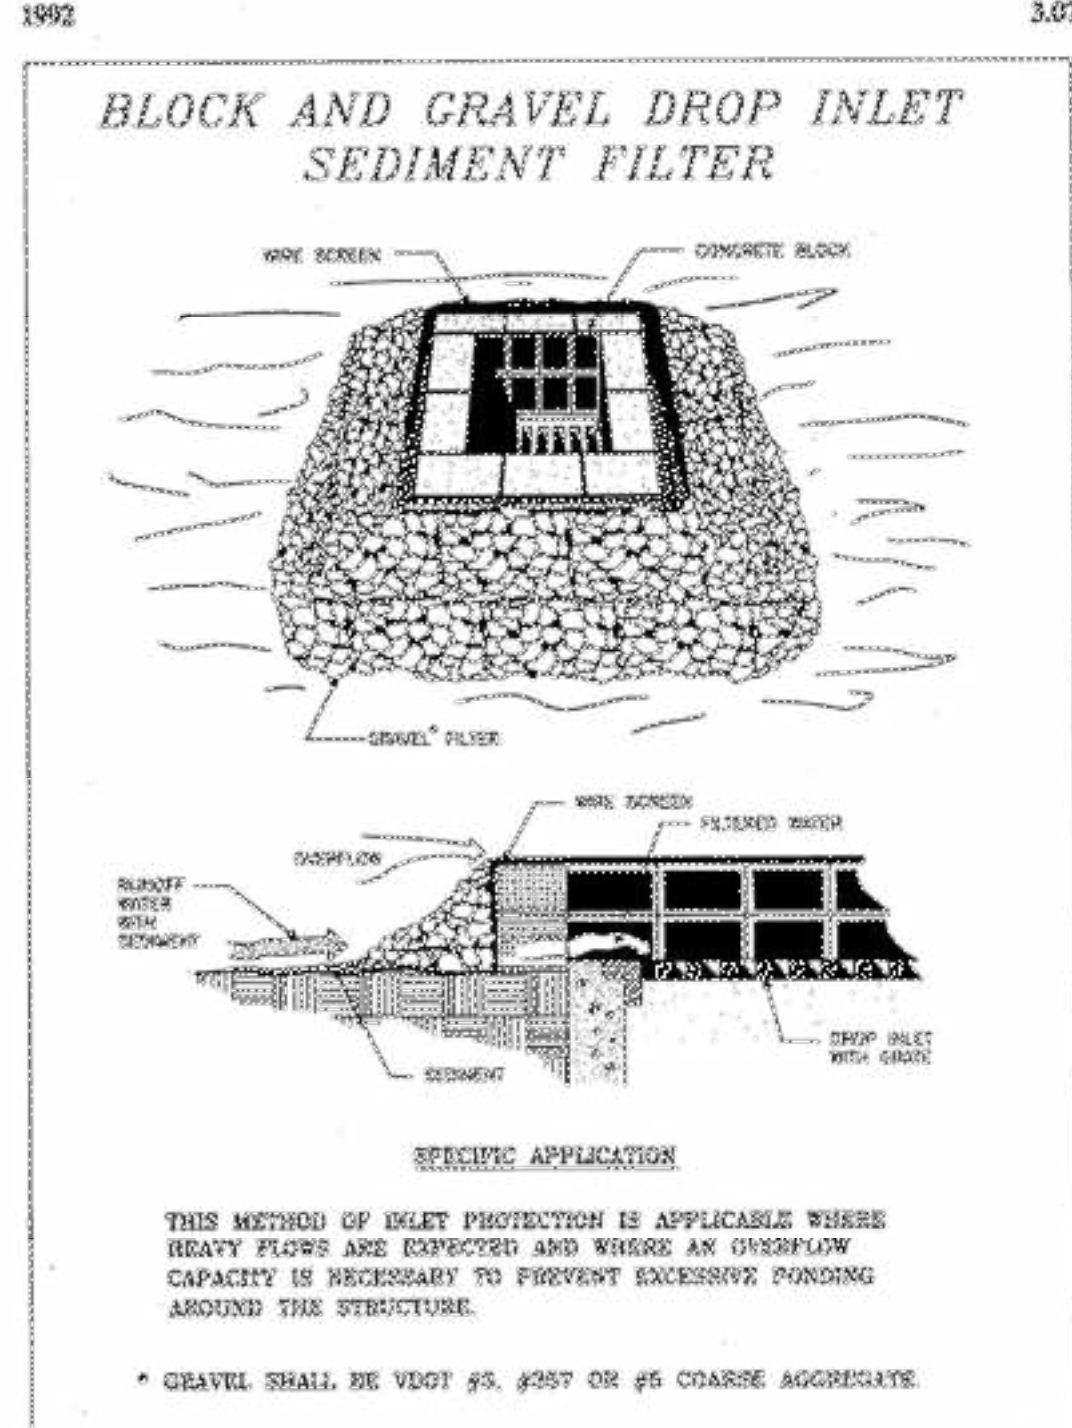 1992
3.07
BLOCK AND GRAVEL DROP INLET
SEDIMENT FILTER
WIRE SCREEN
CONCRETE BLOCK
GRAVEL* FILTER
WIRE SCREEN
FILTERED WATER
OVERFLOW
RUNOFF
WATER
WITH
SEDIMENT
DROP INLET
WITH GRATE
SEDIMENT
SPECIFIC APPLICATION
THIS METHOD OF INLET PROTECTION IS APPLICABLE WHERE
HEAVY FLOWS ARE EXPECTED AND WHERE AN OVERFLOW
CAPACITY IS NECESSARY TO PREVENT EXCESSIVE PONDING
AROUND THE STRUCTURE.
* GRAVEL SHALL BE VDOT #3, #357 OR #5 COARSE AGGREGATE.